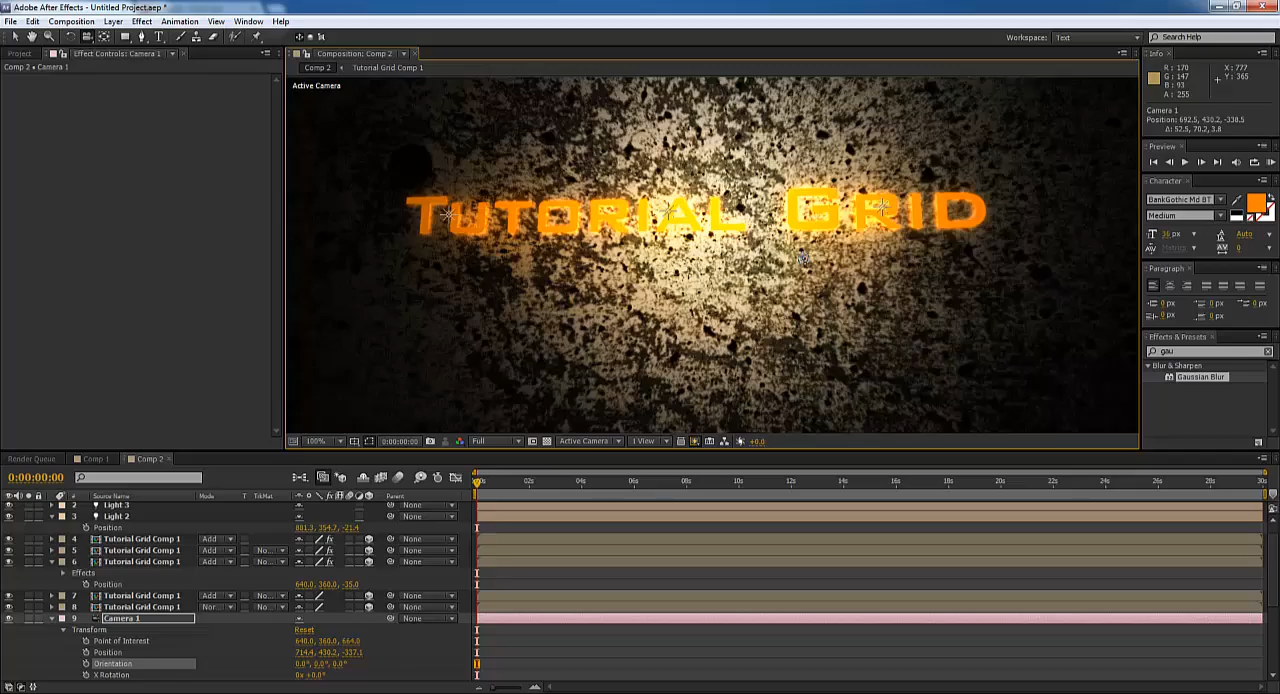 Adobe After Effects - Untitled Project.aep *
File Edit Composition Layer Effect Animation View Window Help
Workspace: Text
Search Help
Project Effect Controls: Camera 1
Composition: Comp 2
Info
Comp 2 • Camera 1
Comp 2 Tutorial Grid Comp 1
R: 170 X: 777
G: 147 Y: 365
B: 93
A: 255
Active Camera
Camera 1
Position: 692.5, 430.2, -338.5
Δ: 52.5, 70.2, 3.8
Preview
Character
BankGothic Md BT
Medium
36 px Auto
Metrics 0
Tutorial Grid
Paragraph
0 px 0 px 0 px
0 px 0 px
Effects & Presets
gau
Blur & Sharpen
Gaussian Blur
100% 0:00:00:00 Full Active Camera 1 View +0.0
Render Queue Comp 1 Comp 2
0:00:00:00
# Source Name Mode T TrkMat Parent
02s 04s 06s 08s 10s 12s 14s 16s 18s 20s 22s 24s 26s 28s 30s
2 Light 3 None
3 Light 2 None
Position 801.3, 354.7, -21.4
4 Tutorial Grid Comp 1 Add None
5 Tutorial Grid Comp 1 Add No... None
6 Tutorial Grid Comp 1 Add No... None
Effects
Position 640.0, 360.0, -35.0
7 Tutorial Grid Comp 1 Add No... None
8 Tutorial Grid Comp 1 Nor... No... None
9 Camera 1 None
Transform Reset
Point of Interest 640.0, 360.0, 664.0
Position 714.4, 430.2, -337.1
Orientation 0.0°, 0.0°, 0.0°
X Rotation 0x +0.0°